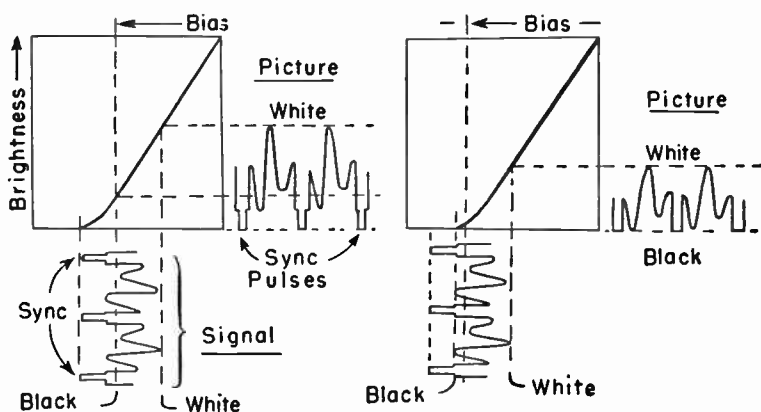 Bias
Brightness
Picture
White
Sync
Pulses
Sync
Signal
Black
White
Bias
Picture
White
Black
Black
White